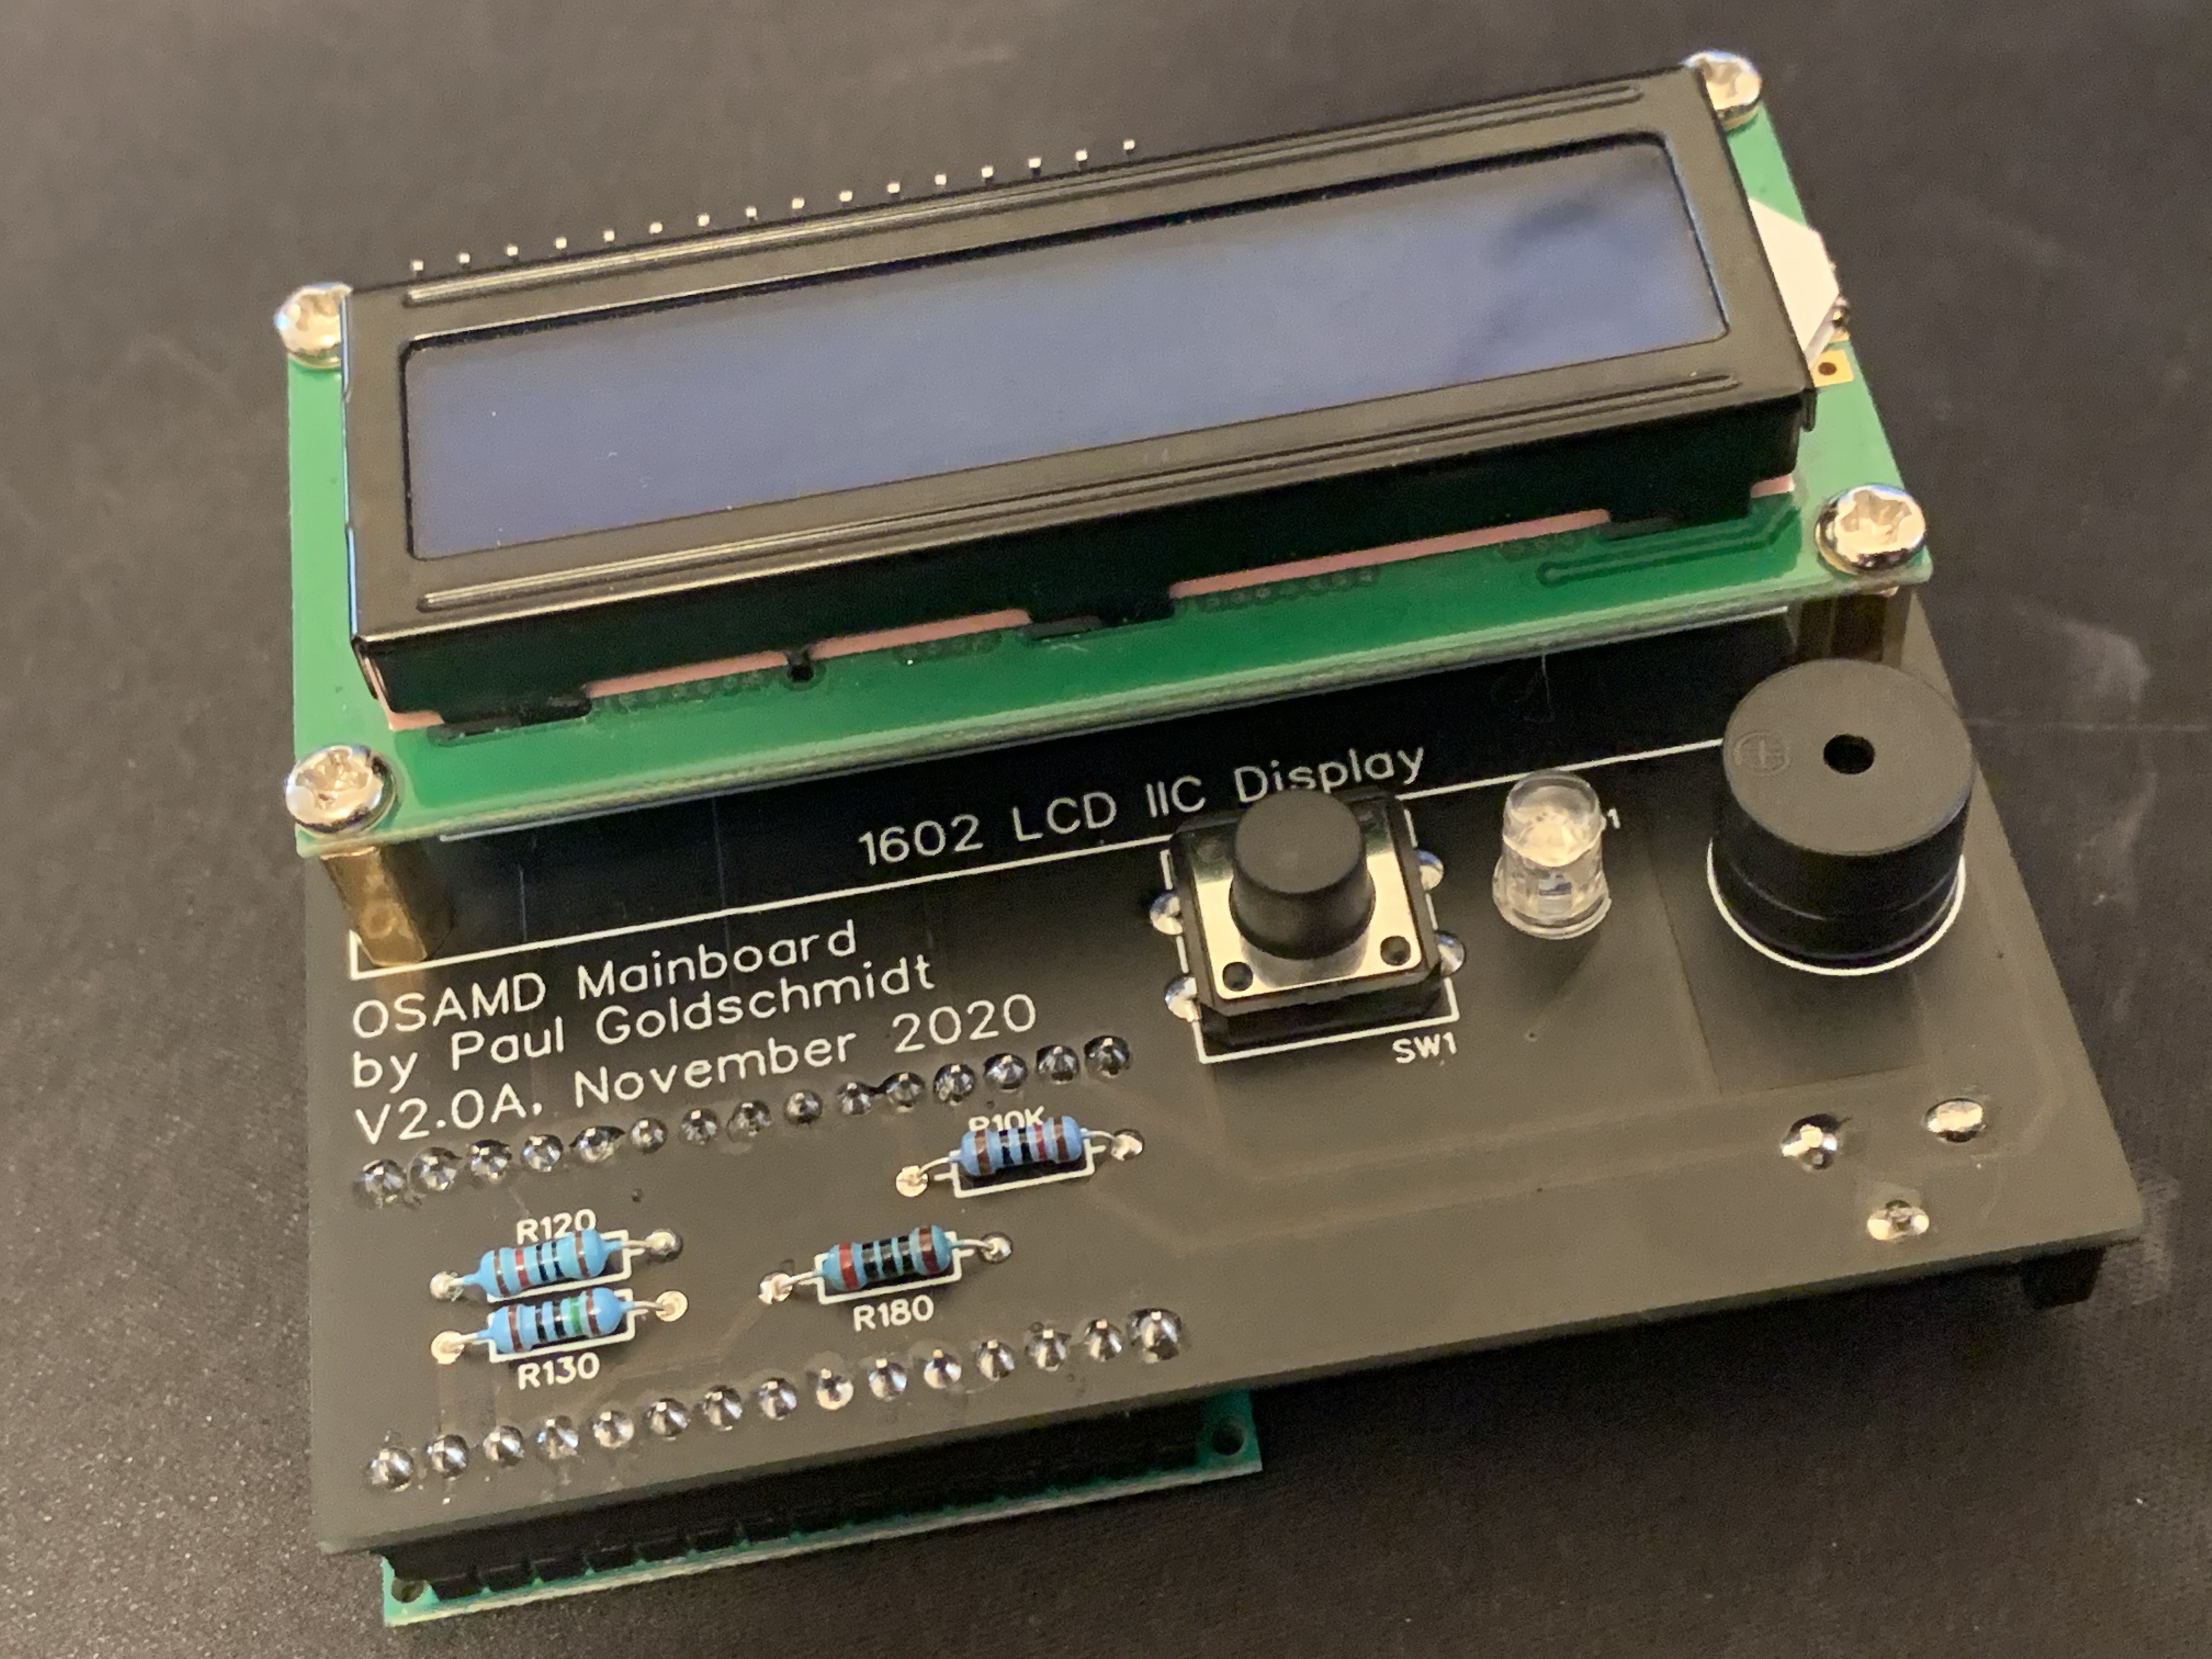 1602 LCD IIC Display
OSAMD Mainboard
by Paul Goldschmidt
V2.0A, November 2020
SW1
R10K
R120
R180
R130